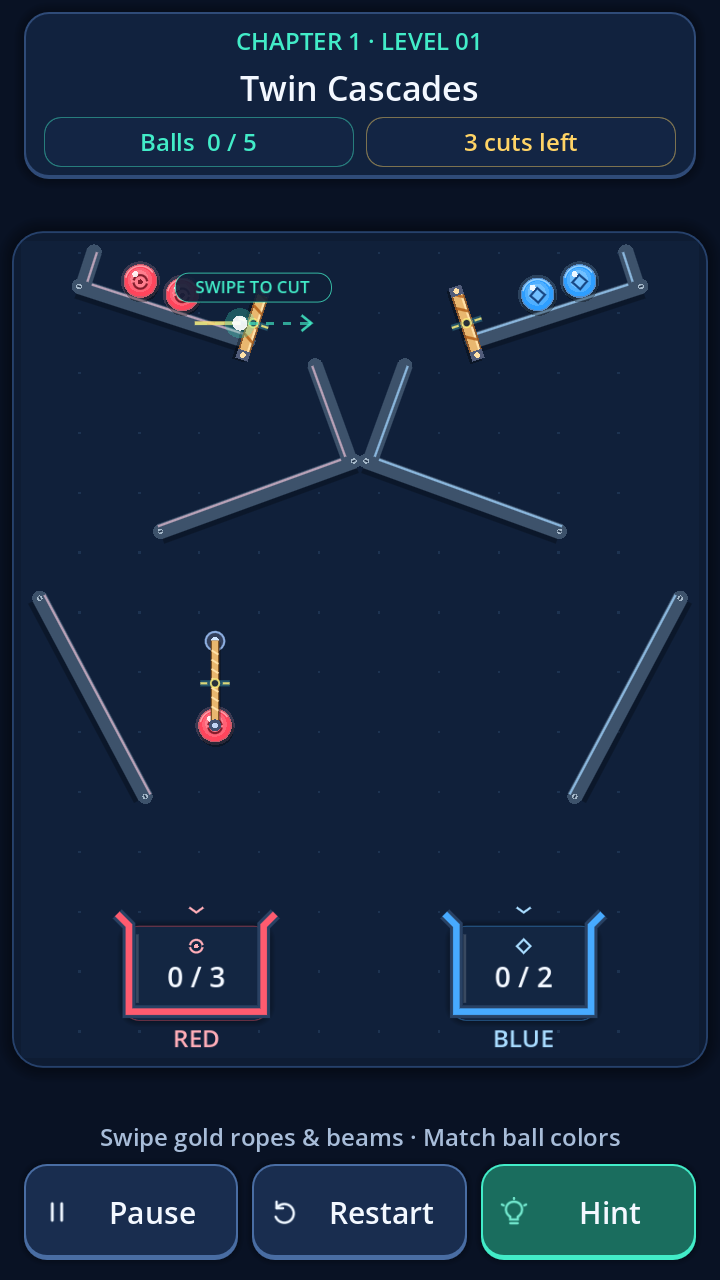 CHAPTER 1 · LEVEL 01
Twin Cascades
Balls 0 / 5
3 cuts left
SWIPE TO CUT
0 / 3
0 / 2
RED
BLUE
Swipe gold ropes & beams · Match ball colors
Pause
Restart
Hint